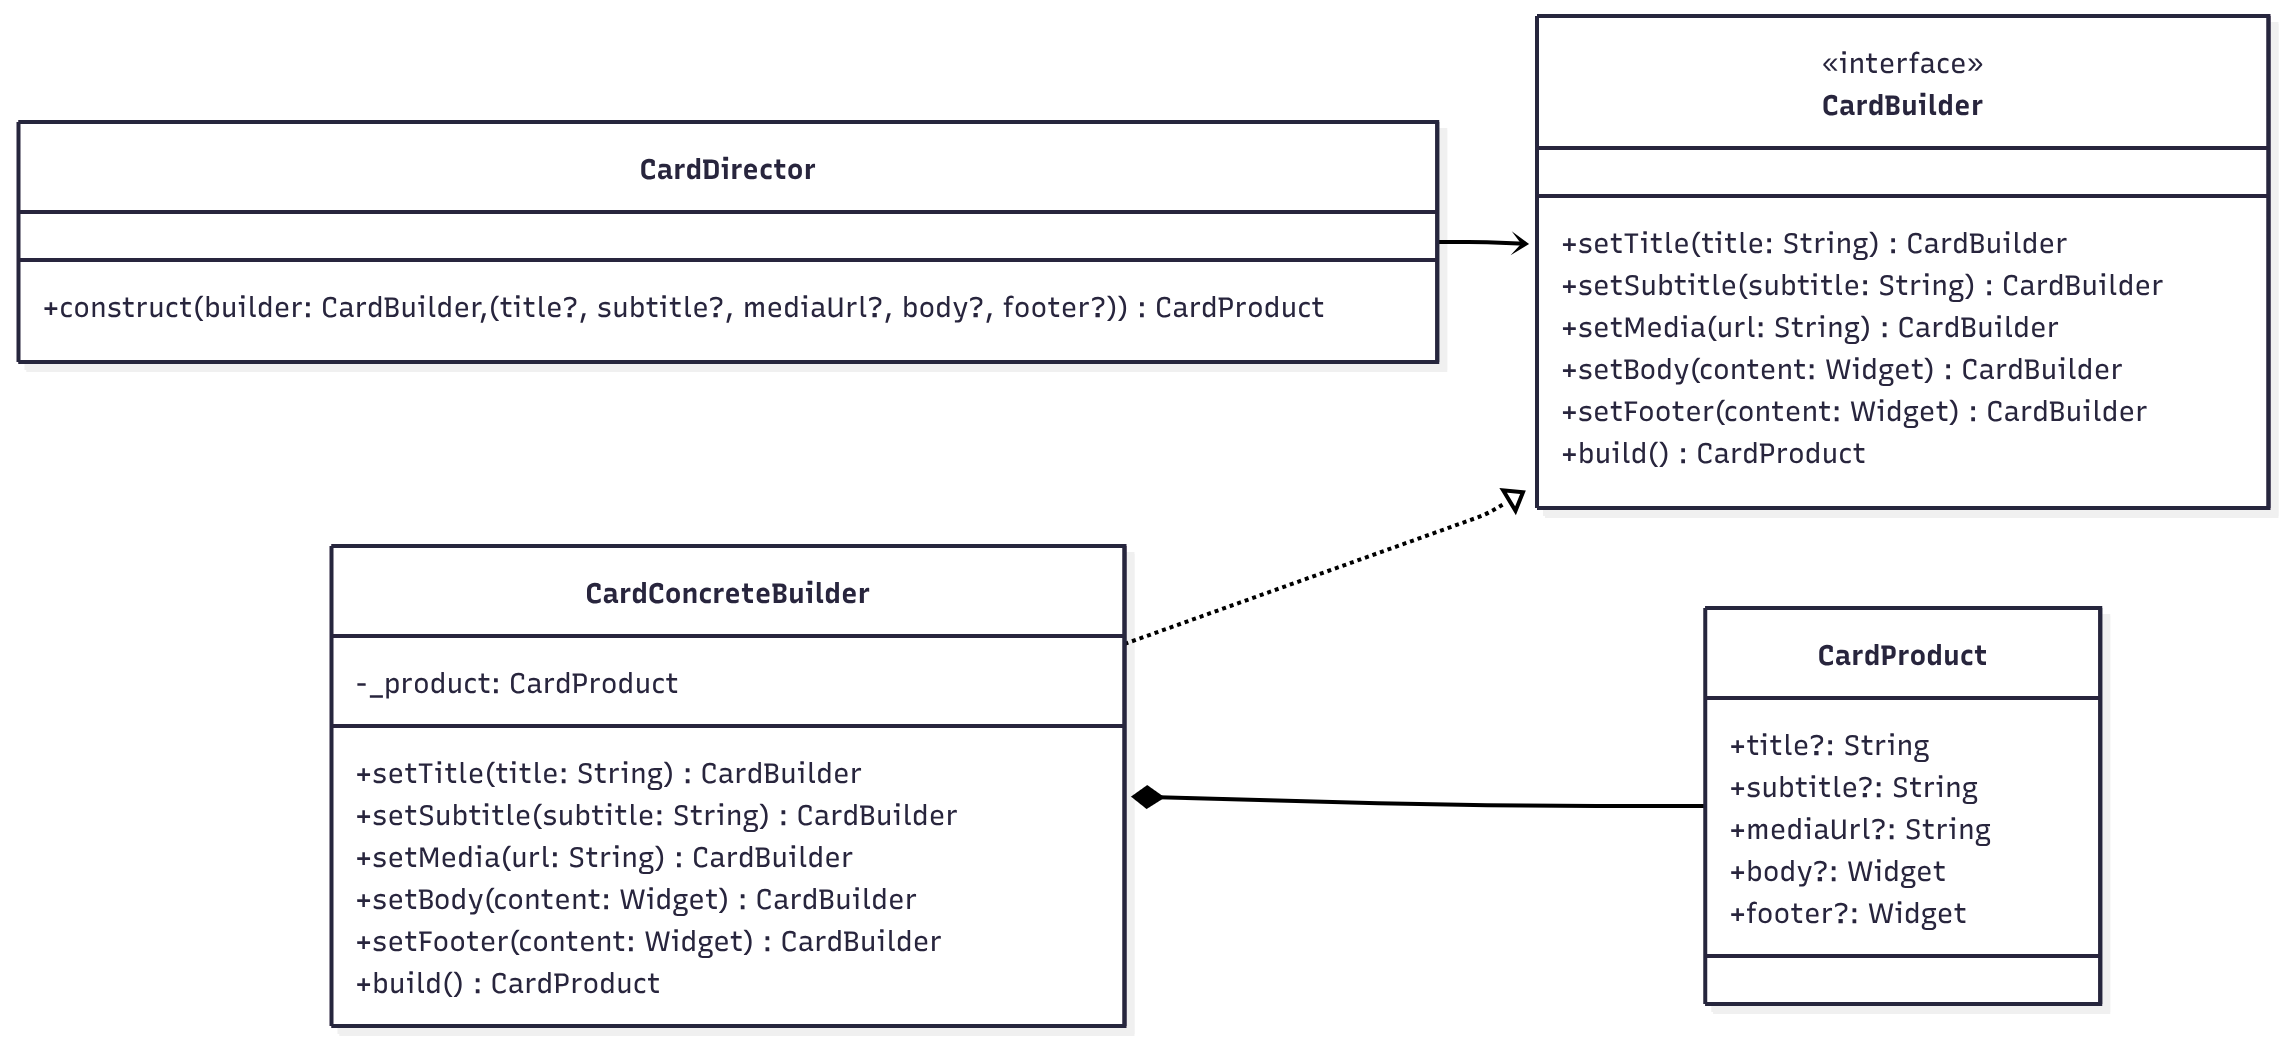 CardDirector
+construct(builder: CardBuilder,(title?, subtitle?, mediaUrl?, body?, footer?)) : CardProduct
«interface»
CardBuilder
+setTitle(title: String) : CardBuilder
+setSubtitle(subtitle: String) : CardBuilder
+setMedia(url: String) : CardBuilder
+setBody(content: Widget) : CardBuilder
+setFooter(content: Widget) : CardBuilder
+build() : CardProduct
CardConcreteBuilder
-_product: CardProduct
+setTitle(title: String) : CardBuilder
+setSubtitle(subtitle: String) : CardBuilder
+setMedia(url: String) : CardBuilder
+setBody(content: Widget) : CardBuilder
+setFooter(content: Widget) : CardBuilder
+build() : CardProduct
CardProduct
+title?: String
+subtitle?: String
+mediaUrl?: String
+body?: Widget
+footer?: Widget